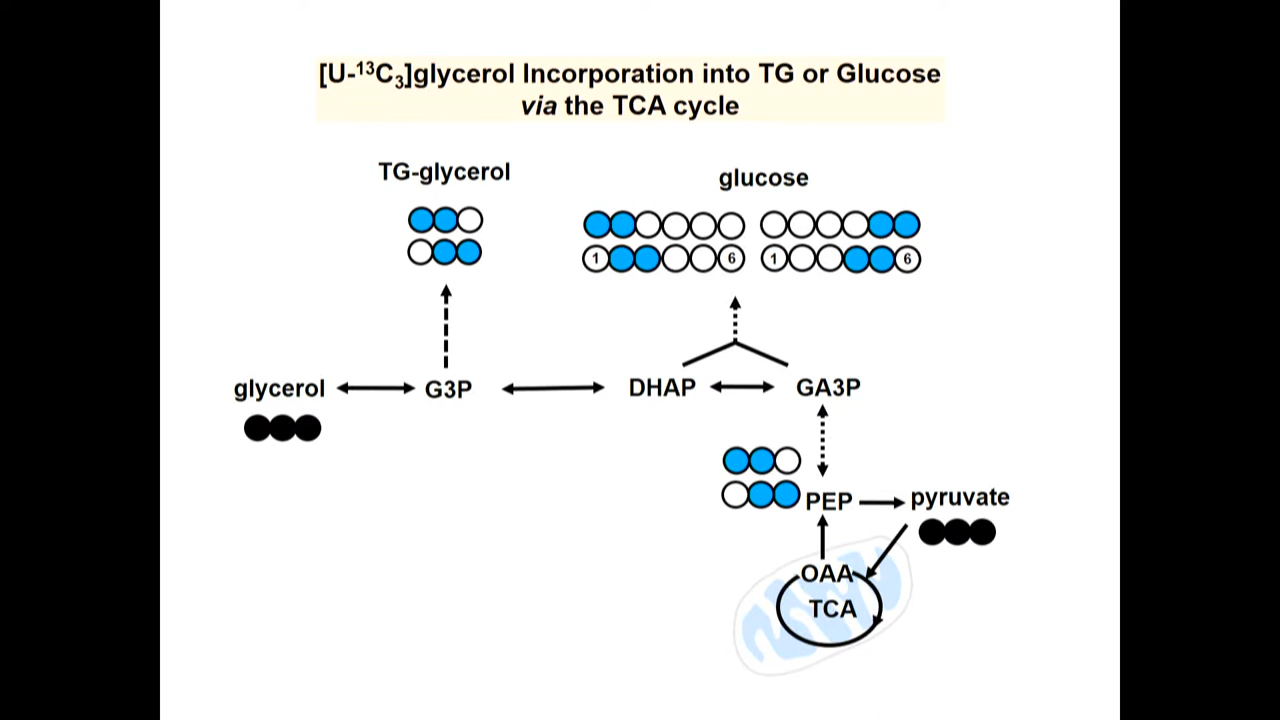 [U-¹³C₃]glycerol Incorporation into TG or Glucose
via the TCA cycle
TG-glycerol
glucose
1 6 1 6
glycerol G3P DHAP GA3P
PEP pyruvate
OAA
TCA